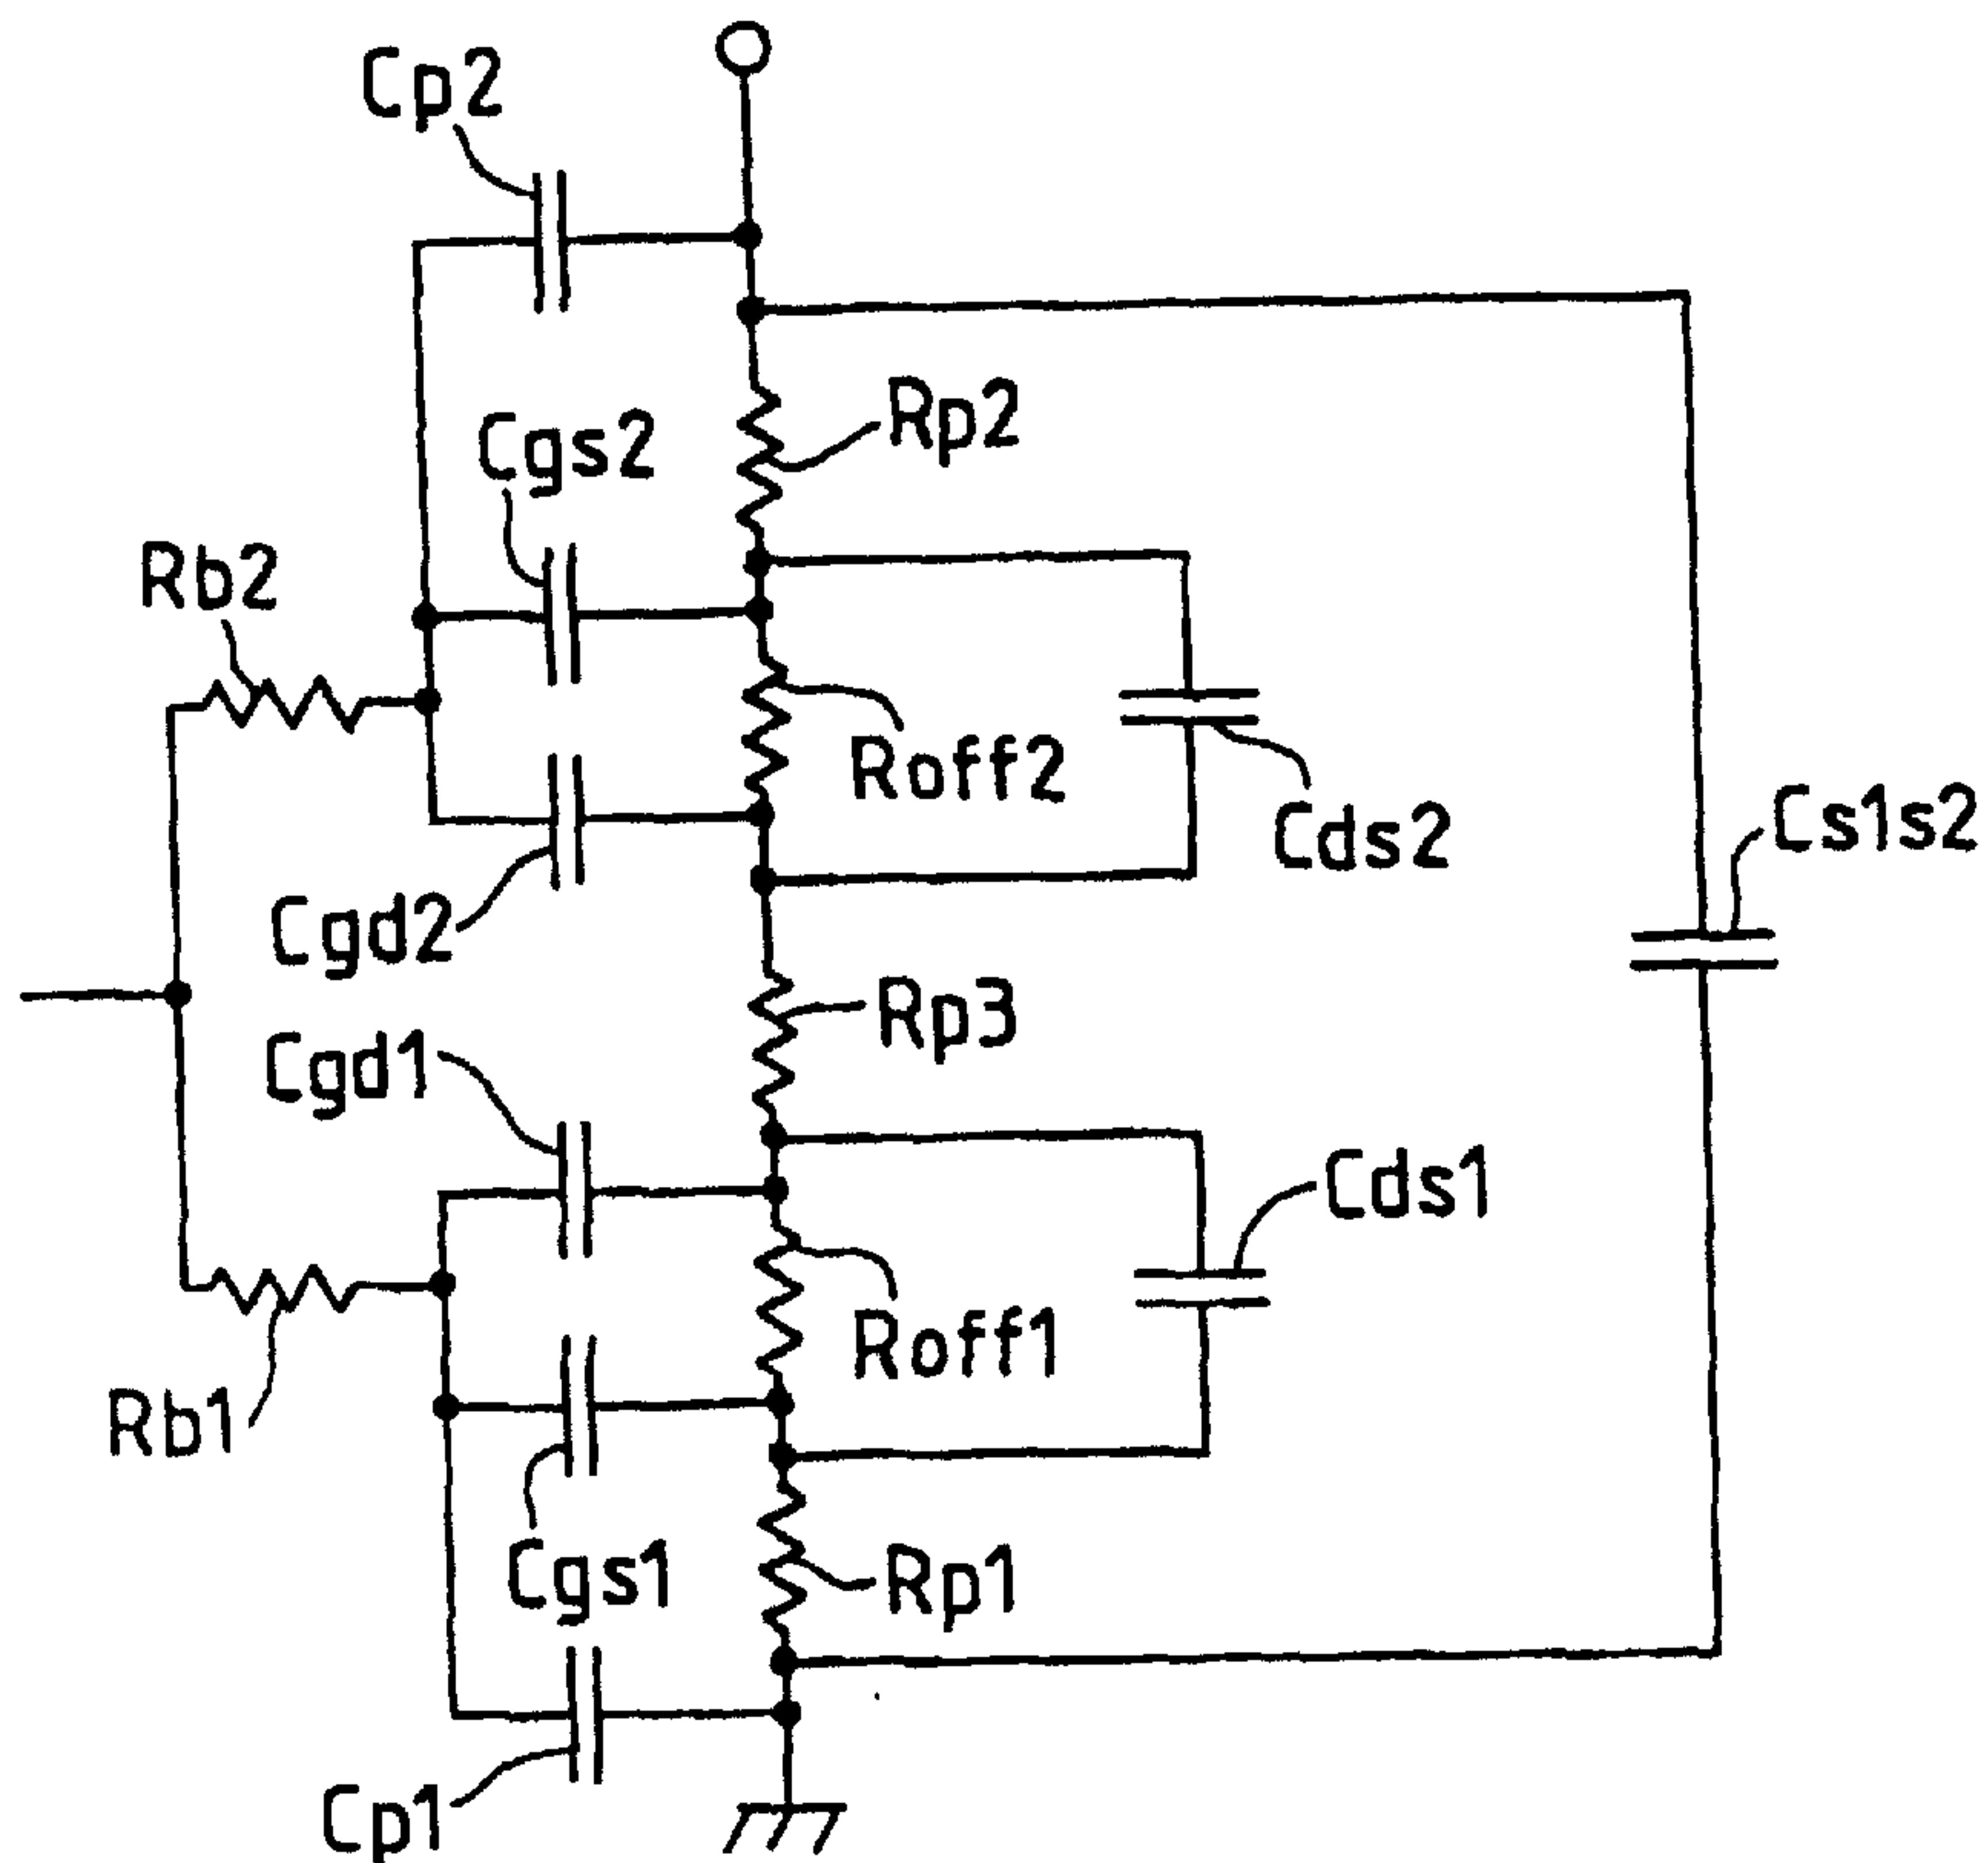 Cp2
Rp2
Cgs2
Rb2
Roff2
Cds2
Cs1s2
Cgd2
Rp3
Cgd1
Cds1
Roff1
Rb1
Cgs1
Rp1
Cp1